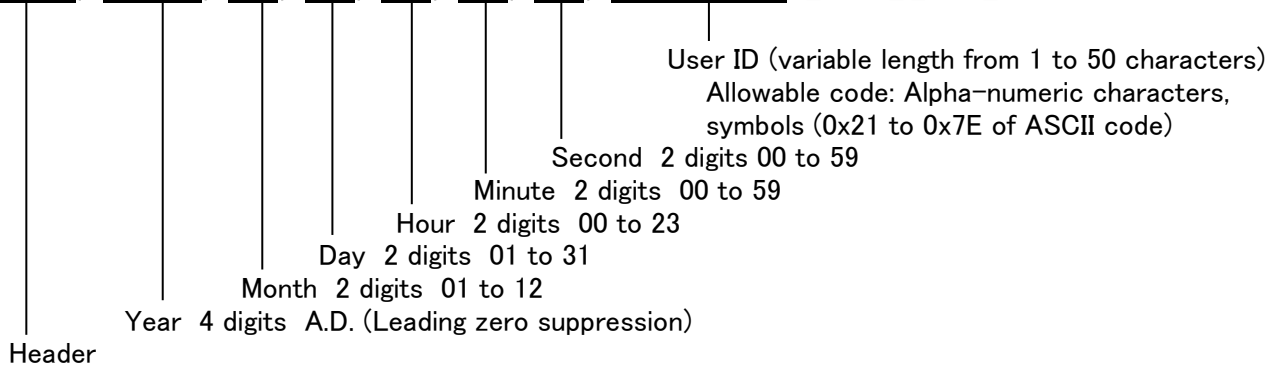 User ID (variable length from 1 to 50 characters)
Allowable code: Alpha-numeric characters,
symbols (0x21 to 0x7E of ASCII code)
Second 2 digits 00 to 59
Minute 2 digits 00 to 59
Hour 2 digits 00 to 23
Day 2 digits 01 to 31
Month 2 digits 01 to 12
Year 4 digits A.D. (Leading zero suppression)
Header